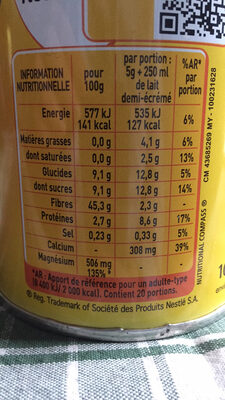 par portion :
%AR*
INFORMATION pour 5g + 250 ml par
NUTRITIONNELLE 100g de lait portion
demi-écrémé
Energie 577 kJ 535 kJ 6%
141 kcal 127 kcal
Matières grasses 0,0 g 4,1 g 6%
dont saturées 0,0 g 2,5 g 13%
Glucides 9,1 g 12,8 g 5%
dont sucres 9,1 g 12,8 g 14%
Fibres 45,3 g 2,3 g -
Protéines 2,7 g 8,6 g 17%
Sel 0,23 g 0,33 g 5%
Calcium - 308 mg 39%
Magnésium 506 mg - -
135%
*AR - Apport de référence pour un adulte-type
(8 400 kJ/ 2 000 kcal). Contient 20 portions.
® Reg. Trademark of Société des Produits Nestlé S.A.
NUTRITIONAL COMPASS ®
CM 43685269 MY - 100231628